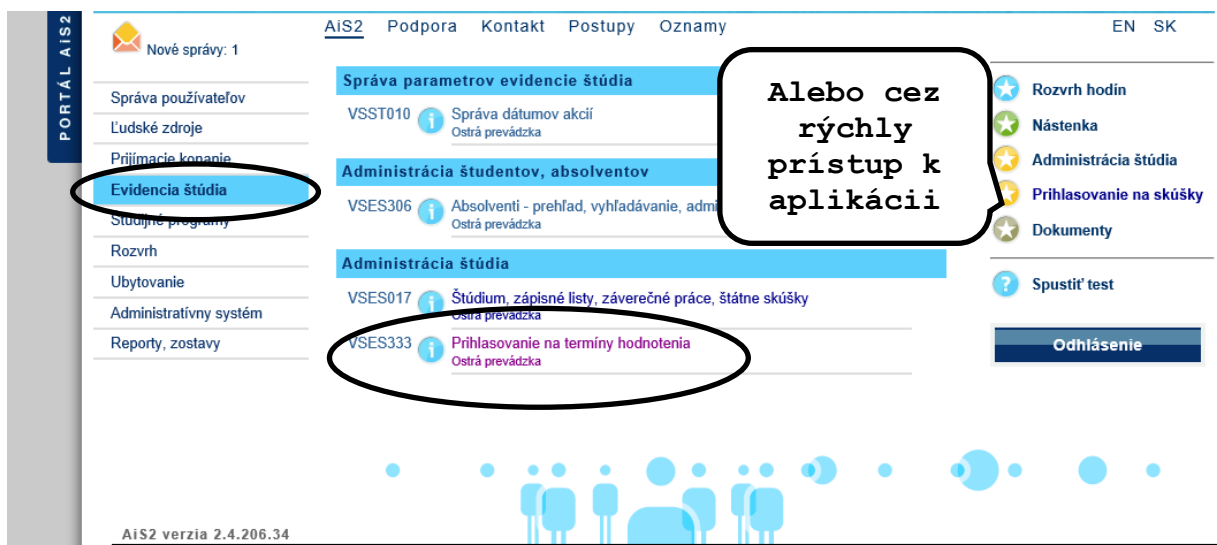 PORTÁL AiS2
Nové správy: 1
AiS2 Podpora Kontakt Postupy Oznamy
EN SK
Správa používateľov
Ľudské zdroje
Prijímacie konanie
Evidencia štúdia
Študijné programy
Rozvrh
Ubytovanie
Administratívny systém
Reporty, zostavy
Správa parametrov evidencie štúdia
VSST010 Správa dátumov akcií
Ostrá prevádzka
Administrácia študentov, absolventov
VSES306 Absolventi - prehľad, vyhľadávanie, admi
Ostrá prevádzka
Administrácia štúdia
VSES017 Štúdium, zápisné listy, záverečné práce, štátne skúšky
Ostrá prevádzka
VSES333 Prihlasovanie na termíny hodnotenia
Ostrá prevádzka
Alebo cez
rýchly
prístup k
aplikácii
Rozvrh hodín
Nástenka
Administrácia štúdia
Prihlasovanie na skúšky
Dokumenty
Spustiť test
Odhlásenie
AiS2 verzia 2.4.206.34